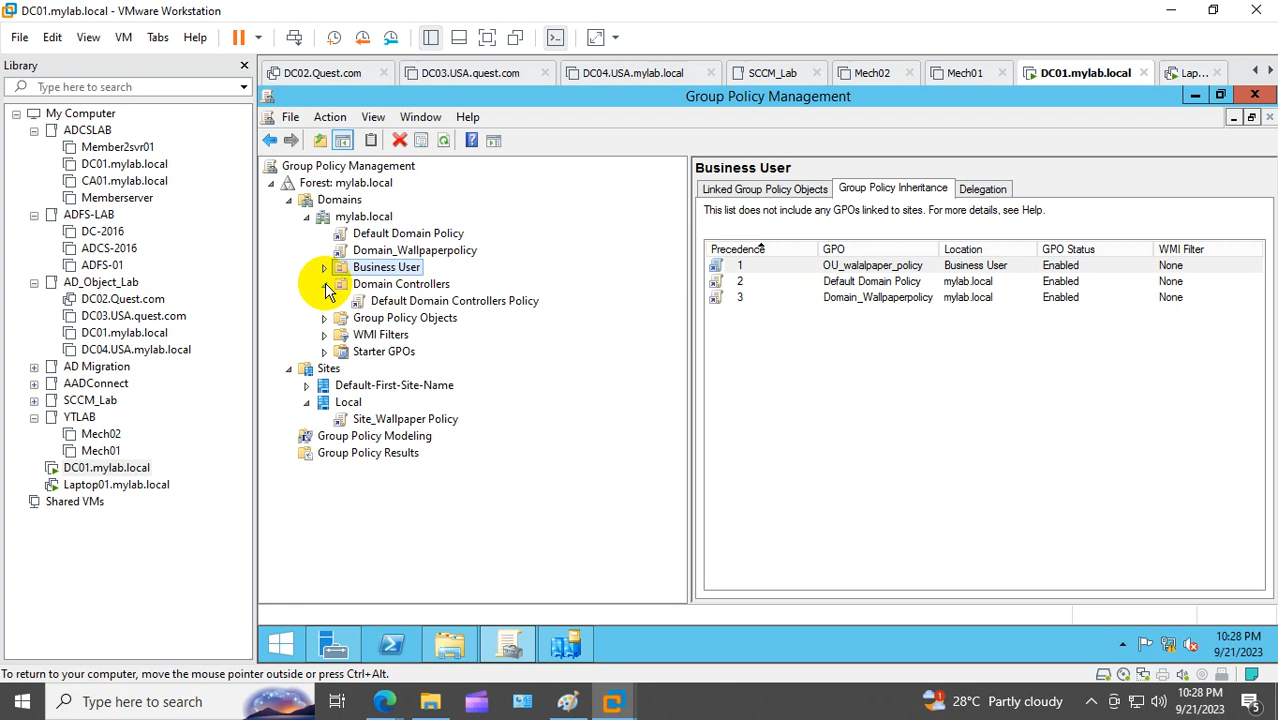 DC01.mylab.local - VMware Workstation
File Edit View VM Tabs Help
Library
Type here to search
My Computer
ADCSLAB
Member2svr01
DC01.mylab.local
CA01.mylab.local
Memberserver
ADFS-LAB
DC-2016
ADCS-2016
ADFS-01
AD_Object_Lab
DC02.Quest.com
DC03.USA.quest.com
DC01.mylab.local
DC04.USA.mylab.local
AD Migration
AADConnect
SCCM_Lab
YTLAB
Mech02
Mech01
DC01.mylab.local
Laptop01.mylab.local
Shared VMs
DC02.Quest.com DC03.USA.quest.com DC04.USA.mylab.local SCCM_Lab Mech02 Mech01 DC01.mylab.local Lap...
Group Policy Management
File Action View Window Help
Group Policy Management
Forest: mylab.local
Domains
mylab.local
Default Domain Policy
Domain_Wallpaperpolicy
Business User
Domain Controllers
Default Domain Controllers Policy
Group Policy Objects
WMI Filters
Starter GPOs
Sites
Default-First-Site-Name
Local
Site_Wallpaper Policy
Group Policy Modeling
Group Policy Results
Business User
Linked Group Policy Objects Group Policy Inheritance Delegation
This list does not include any GPOs linked to sites. For more details, see Help.
Precedence GPO Location GPO Status WMI Filter
1 OU_walalpaper_policy Business User Enabled None
2 Default Domain Policy mylab.local Enabled None
3 Domain_Wallpaperpolicy mylab.local Enabled None
10:28 PM
9/21/2023
To return to your computer, move the mouse pointer outside or press Ctrl+Alt.
Type here to search
28°C Partly cloudy
10:28 PM
9/21/2023
5